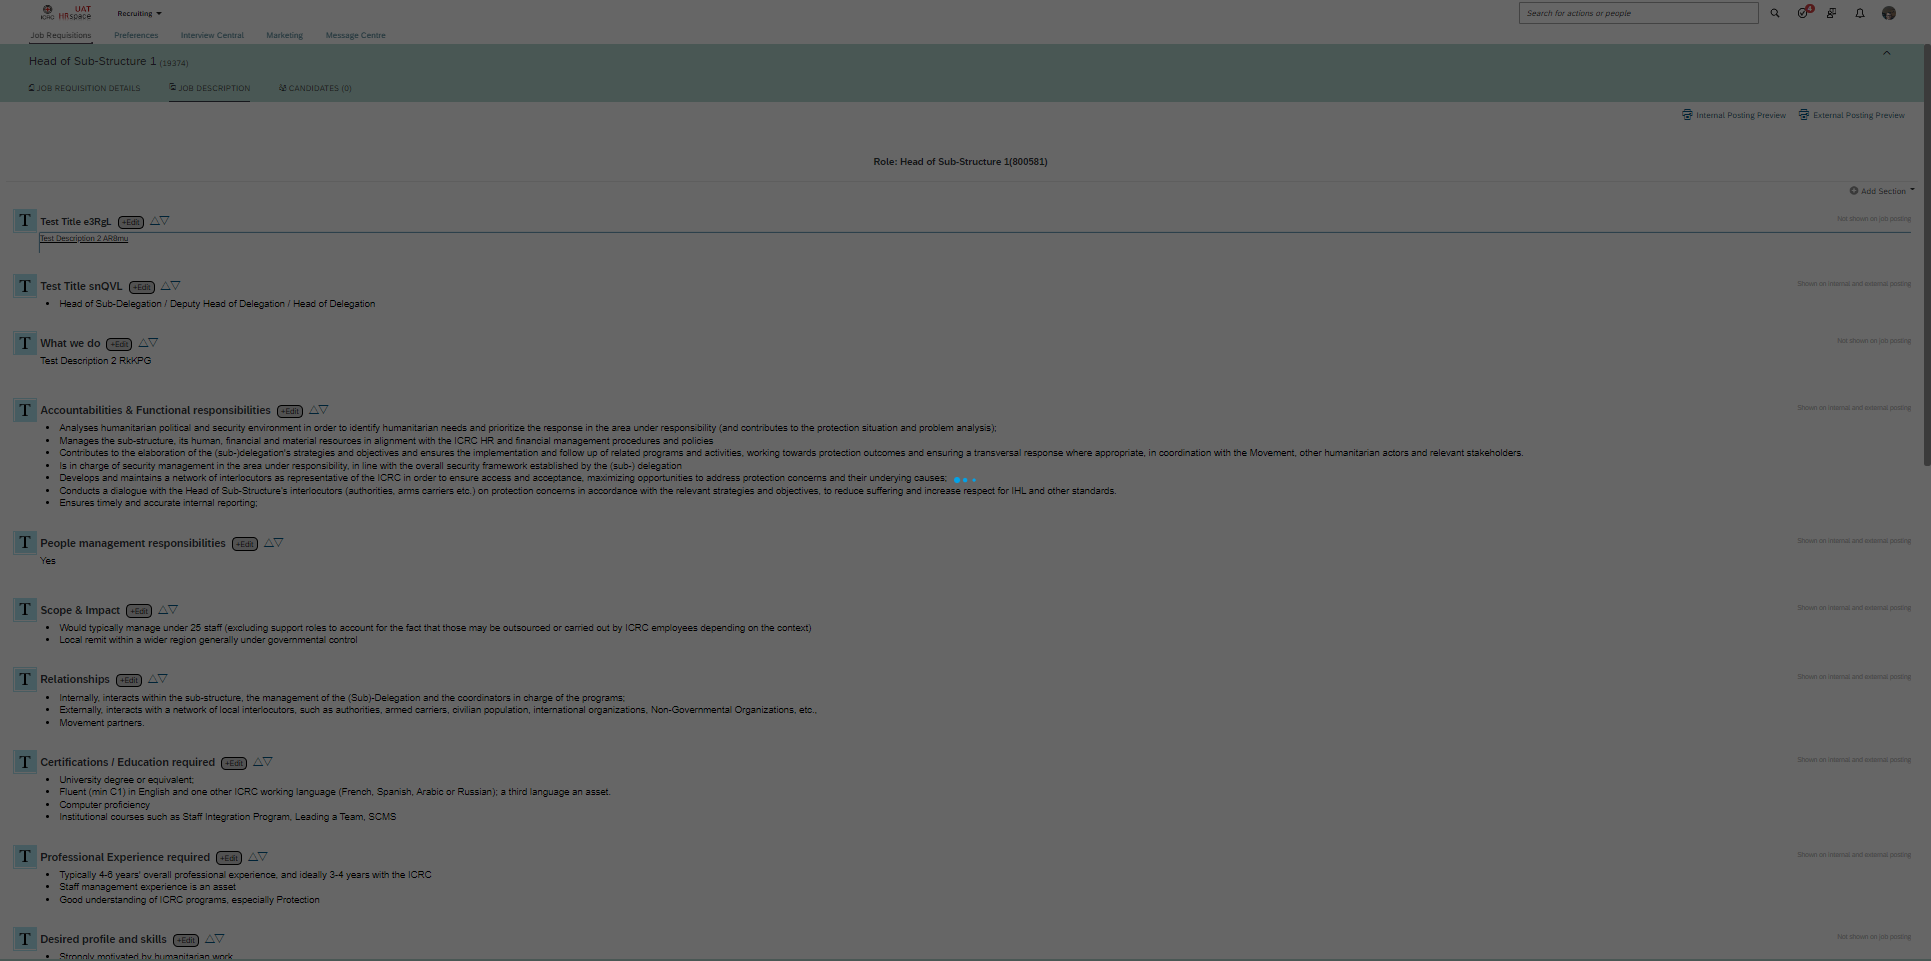 ICRC UAT HRspace
Recruiting
Search for actions or people
4
Job Requisitions Preferences Interview Central Marketing Message Centre
Head of Sub-Structure 1 (19374)
JOB REQUISITION DETAILS JOB DESCRIPTION CANDIDATES (0)
Internal Posting Preview External Posting Preview
Role: Head of Sub-Structure 1(800581)
Add Section
T Test Title e3RgL +Edit
Not shown on job posting
Test Description 2 AR8mu
T Test Title snQVL +Edit
Shown on internal and external posting
• Head of Sub-Delegation / Deputy Head of Delegation / Head of Delegation
T What we do +Edit
Not shown on job posting
Test Description 2 RkKPG
T Accountabilities & Functional responsibilities +Edit
Shown on internal and external posting
• Analyses humanitarian political and security environment in order to identify humanitarian needs and prioritize the response in the area under responsibility (and contributes to the protection situation and problem analysis);
• Manages the sub-structure, its human, financial and material resources in alignment with the ICRC HR and financial management procedures and policies
• Contributes to the elaboration of the (sub-)delegation's strategies and objectives and ensures the implementation and follow up of related programs and activities, working towards protection outcomes and ensuring a transversal response where appropriate, in coordination with the Movement, other humanitarian actors and relevant stakeholders.
• Is in charge of security management in the area under responsibility, in line with the overall security framework established by the (sub-) delegation
• Develops and maintains a network of interlocutors as representative of the ICRC in order to ensure access and acceptance, maximizing opportunities to address protection concerns and their underlying causes;
• Conducts a dialogue with the Head of Sub-Structure's interlocutors (authorities, arms carriers etc.) on protection concerns in accordance with the relevant strategies and objectives, to reduce suffering and increase respect for IHL and other standards.
• Ensures timely and accurate internal reporting;
T People management responsibilities +Edit
Shown on internal and external posting
Yes
T Scope & Impact +Edit
Shown on internal and external posting
• Would typically manage under 25 staff (excluding support roles to account for the fact that those may be outsourced or carried out by ICRC employees depending on the context)
• Local remit within a wider region generally under governmental control
T Relationships +Edit
Shown on internal and external posting
• Internally, interacts within the sub-structure, the management of the (Sub)-Delegation and the coordinators in charge of the programs;
• Externally, interacts with a network of local interlocutors, such as authorities, armed carriers, civilian population, international organizations, Non-Governmental Organizations, etc.,
• Movement partners.
T Certifications / Education required +Edit
Shown on internal and external posting
• University degree or equivalent;
• Fluent (min C1) in English and one other ICRC working language (French, Spanish, Arabic or Russian); a third language an asset.
• Computer proficiency
• Institutional courses such as Staff Integration Program, Leading a Team, SCMS
T Professional Experience required +Edit
Shown on internal and external posting
• Typically 4-6 years' overall professional experience, and ideally 3-4 years with the ICRC
• Staff management experience is an asset
• Good understanding of ICRC programs, especially Protection
T Desired profile and skills +Edit
Not shown on job posting
• Strongly motivated by humanitarian work